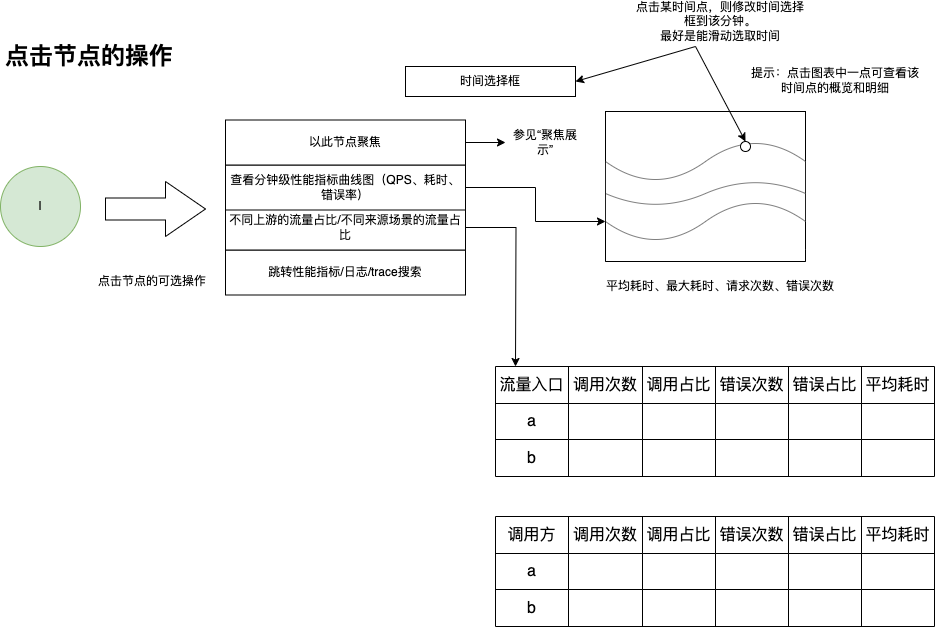 点击某时间点，则修改时间选择
框到该分钟。
最好是能滑动选取时间
点击节点的操作
时间选择框
提示：点击图表中一点可查看该
时间点的概览和明细
以此节点聚焦
参见“聚焦展
示”
查看分钟级性能指标曲线图（QPS、耗时、
错误率）
I
不同上游的流量占比/不同来源场景的流量占
比
跳转性能指标/日志/trace搜索
点击节点的可选操作
平均耗时、最大耗时、请求次数、错误次数
流量入口 调用次数 调用占比 错误次数 错误占比 平均耗时
a
b
调用方 调用次数 调用占比 错误次数 错误占比 平均耗时
a
b